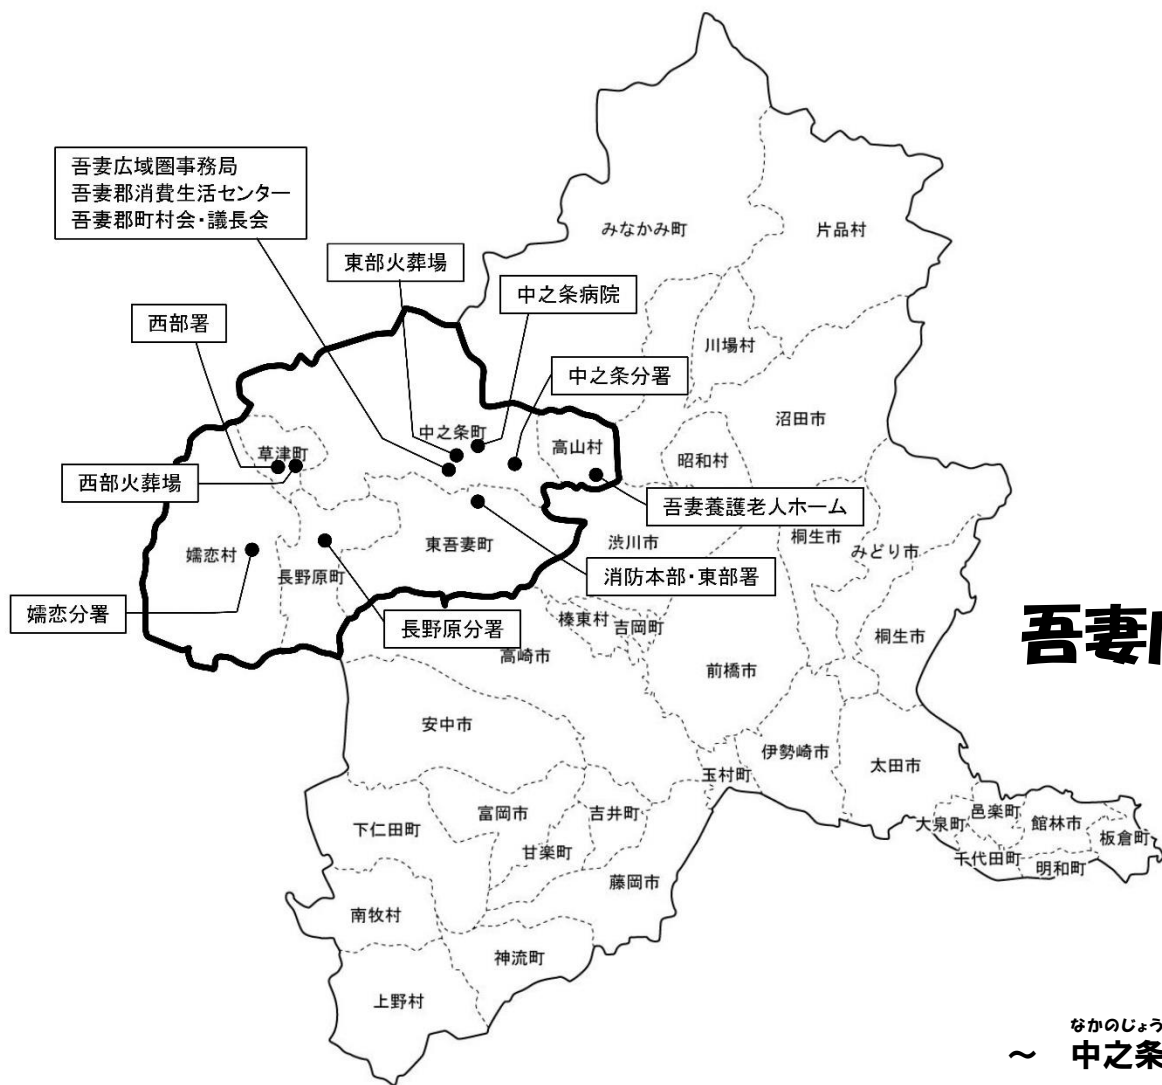 吾妻広域圏事務局
吾妻郡消費生活センター
吾妻郡町村会・議長会
みなかみ町
片品村
東部火葬場
中之条病院
西部署
川場村
中之条分署
沼田市
中之条町
高山村
草津町
昭和村
西部火葬場
吾妻養護老人ホーム
東吾妻町
渋川市
桐生市
みどり市
嬬恋村
長野原町
消防本部・東部署
嬬恋分署
長野原分署
榛東村
吉岡町
桐生市
吾妻
高崎市
前橋市
安中市
伊勢崎市
太田市
玉村町
下仁田町
富岡市
吉井町
大泉町
邑楽町
館林市
板倉町
甘楽町
千代田町
明和町
藤岡市
南牧村
神流町
上野村
なかのじょう
～ 中之条